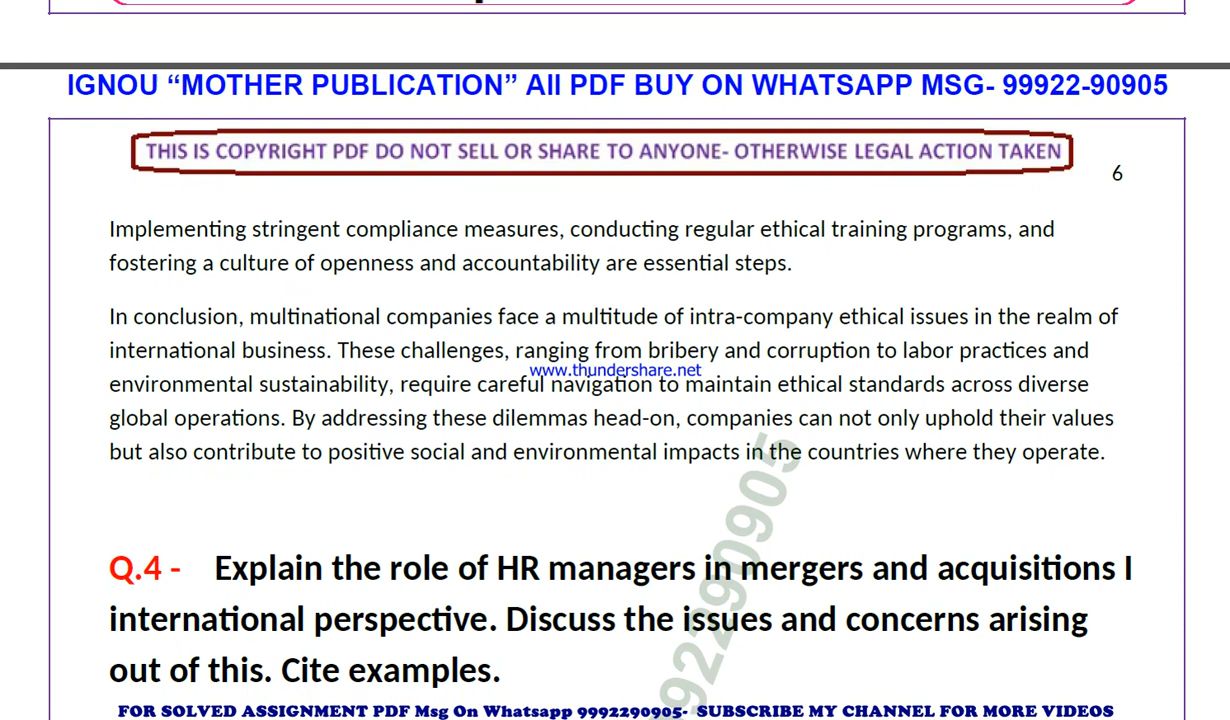 IGNOU “MOTHER PUBLICATION” All PDF BUY ON WHATSAPP MSG- 99922-90905
THIS IS COPYRIGHT PDF DO NOT SELL OR SHARE TO ANYONE- OTHERWISE LEGAL ACTION TAKEN
6
Implementing stringent compliance measures, conducting regular ethical training programs, and
fostering a culture of openness and accountability are essential steps.
In conclusion, multinational companies face a multitude of intra-company ethical issues in the realm of
international business. These challenges, ranging from bribery and corruption to labor practices and
www.thundershare.net
environmental sustainability, require careful navigation to maintain ethical standards across diverse
global operations. By addressing these dilemmas head-on, companies can not only uphold their values
but also contribute to positive social and environmental impacts in the countries where they operate.
Q.4 - Explain the role of HR managers in mergers and acquisitions I
international perspective. Discuss the issues and concerns arising
out of this. Cite examples.
92290905
FOR SOLVED ASSIGNMENT PDF Msg On Whatsapp 9992290905- SUBSCRIBE MY CHANNEL FOR MORE VIDEOS